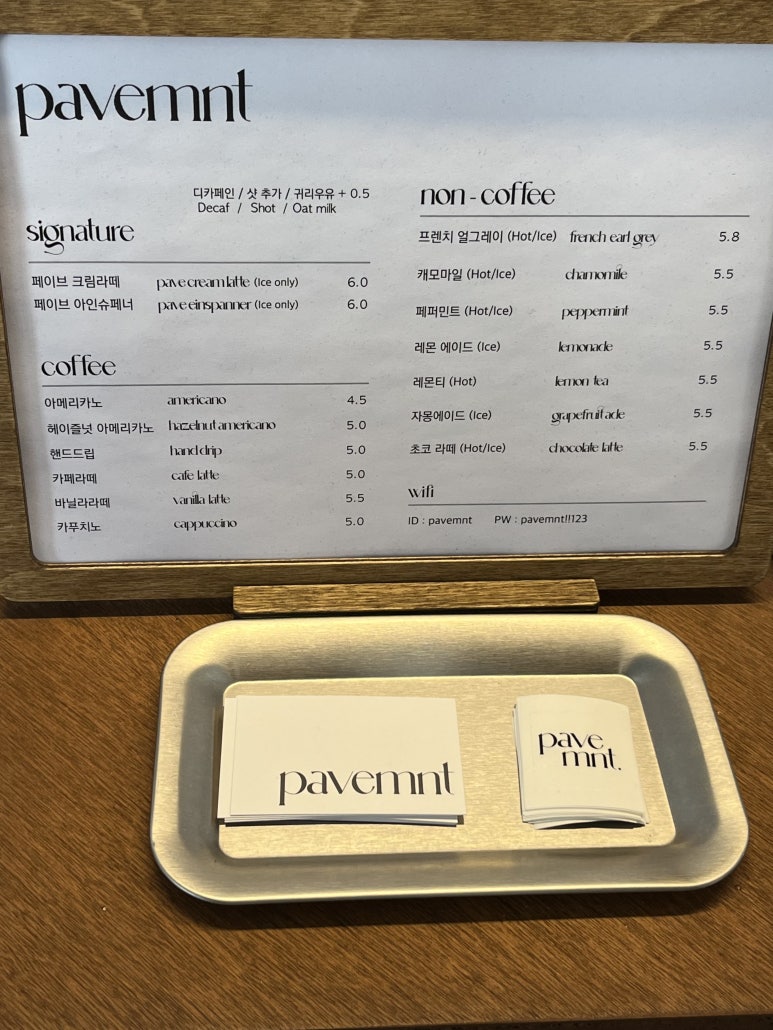 pavemnt
디카페인 / 샷 추가 / 귀리우유 + 0.5
Decaf / Shot / Oat milk
signature
페이브 크림라떼 pave cream latte (Ice only) 6.0
페이브 아인슈페너 pave einspanner (Ice only) 6.0
coffee
아메리카노 americano 4.5
헤이즐넛 아메리카노 hazelnut americano 5.0
핸드드립 hand drip 5.0
카페라떼 cafe latte 5.0
바닐라라떼 vanilla latte 5.5
카푸치노 cappuccino 5.0
non - coffee
프렌치 얼그레이 (Hot/Ice) french earl grey 5.8
캐모마일 (Hot/Ice) chamomile 5.5
페퍼민트 (Hot/Ice) peppermint 5.5
레몬 에이드 (Ice) lemonade 5.5
레몬티 (Hot) lemon tea 5.5
자몽에이드 (Ice) grapefruit ade 5.5
초코 라떼 (Hot/Ice) chocolate latte 5.5
wifi
ID : pavemnt PW : pavemnt!!123
pavemnt
pave
mnt.